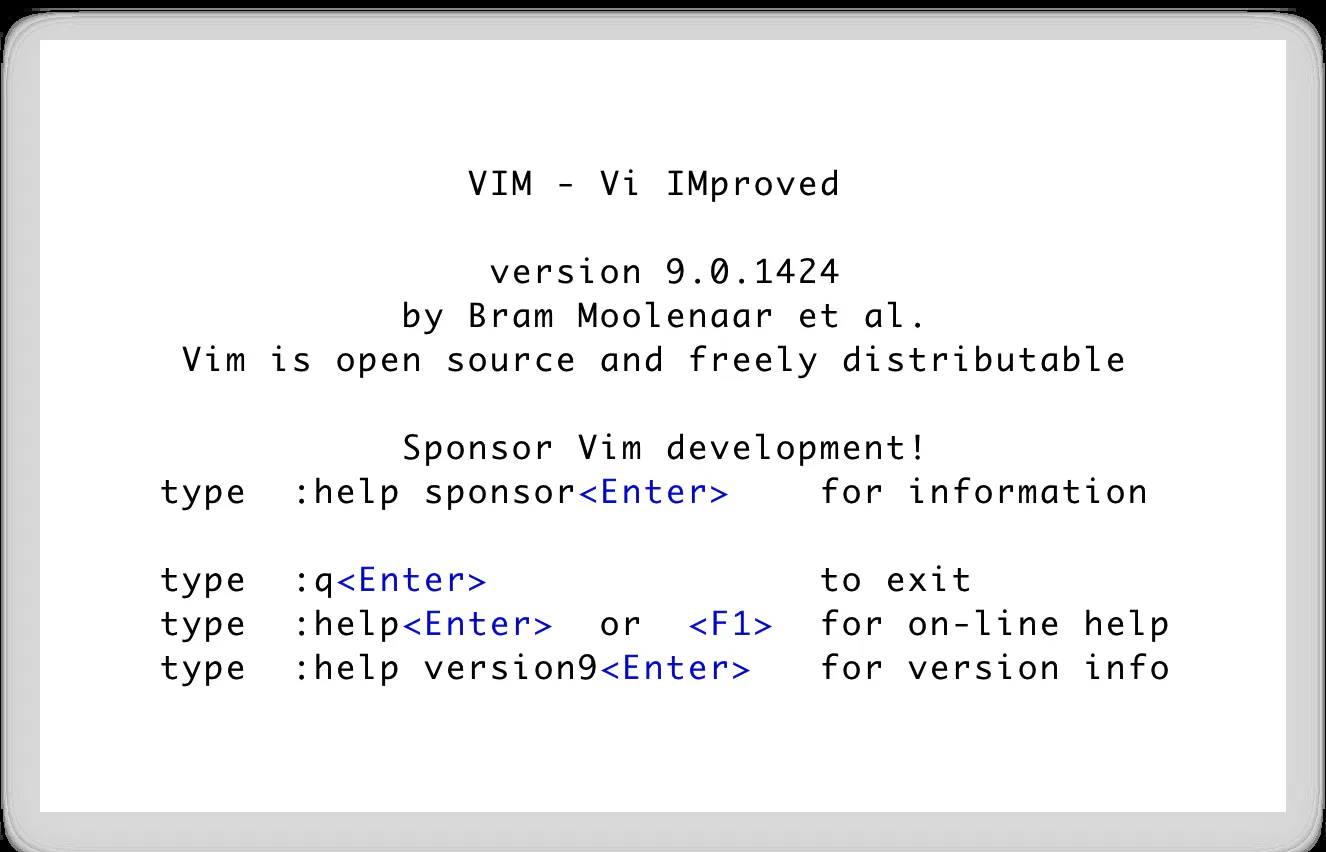 VIM - Vi IMproved
version 9.0.1424
by Bram Moolenaar et al.
Vim is open source and freely distributable
Sponsor Vim development!
type  :help sponsor<Enter>    for information
type  :q<Enter>               to exit
type  :help<Enter>  or  <F1>  for on-line help
type  :help version9<Enter>   for version info